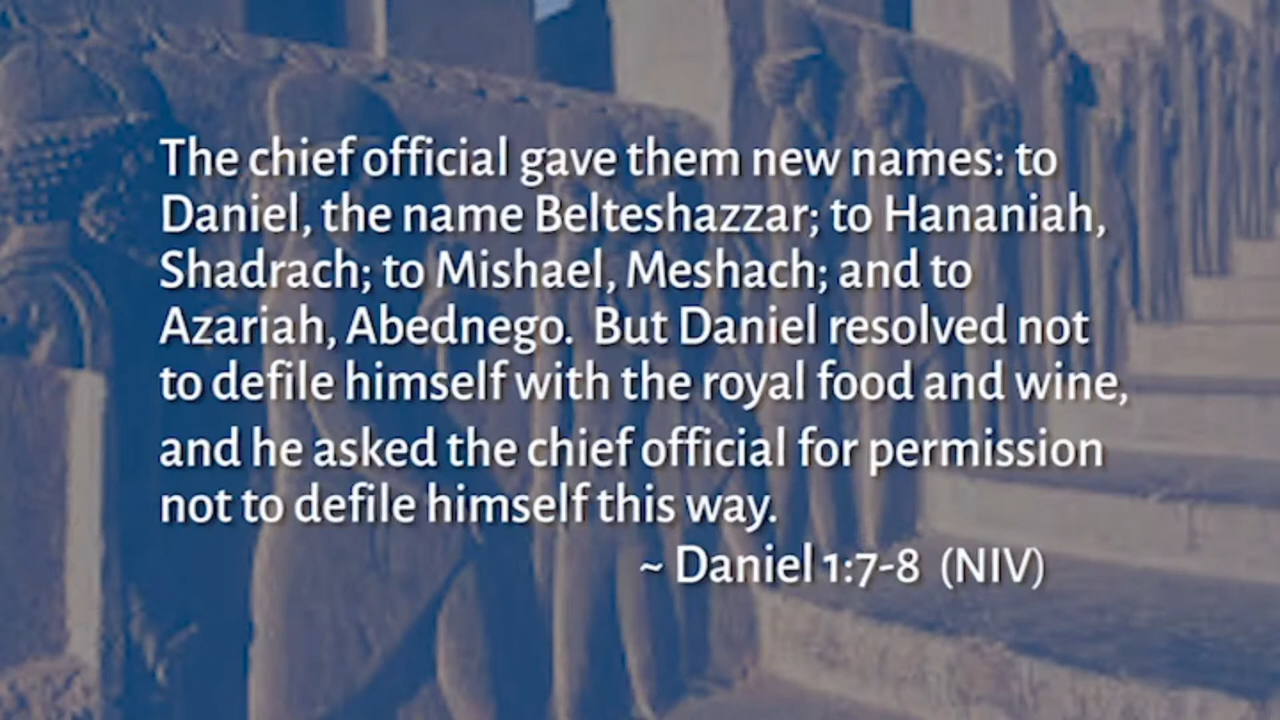 The chief official gave them new names: to
Daniel, the name Belteshazzar; to Hananiah,
Shadrach; to Mishael, Meshach; and to
Azariah, Abednego.  But Daniel resolved not
to defile himself with the royal food and wine,
and he asked the chief official for permission
not to defile himself this way.
~ Daniel 1:7-8  (NIV)